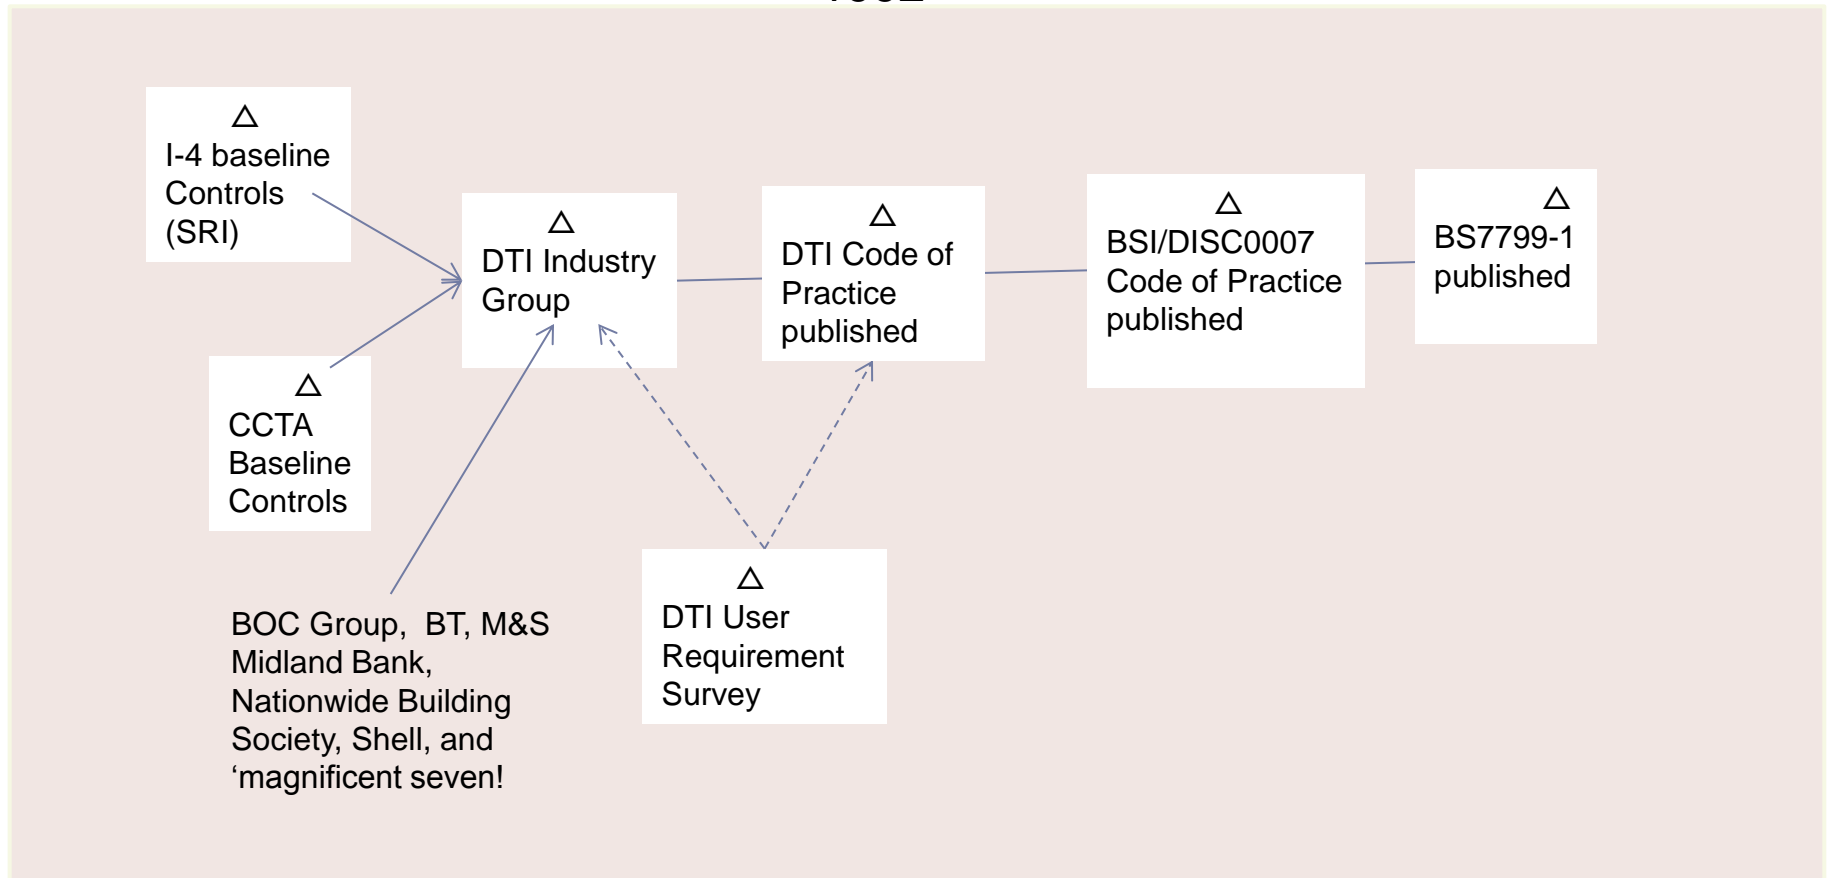 I-4 baseline
Controls
(SRI)
CCTA
Baseline
Controls
DTI Industry
Group
DTI Code of
Practice
published
BSI/DISC0007
Code of Practice
published
BS7799-1
published
BOC Group,  BT, M&S
Midland Bank,
Nationwide Building
Society, Shell, and
‘magnificent seven!
DTI User
Requirement
Survey